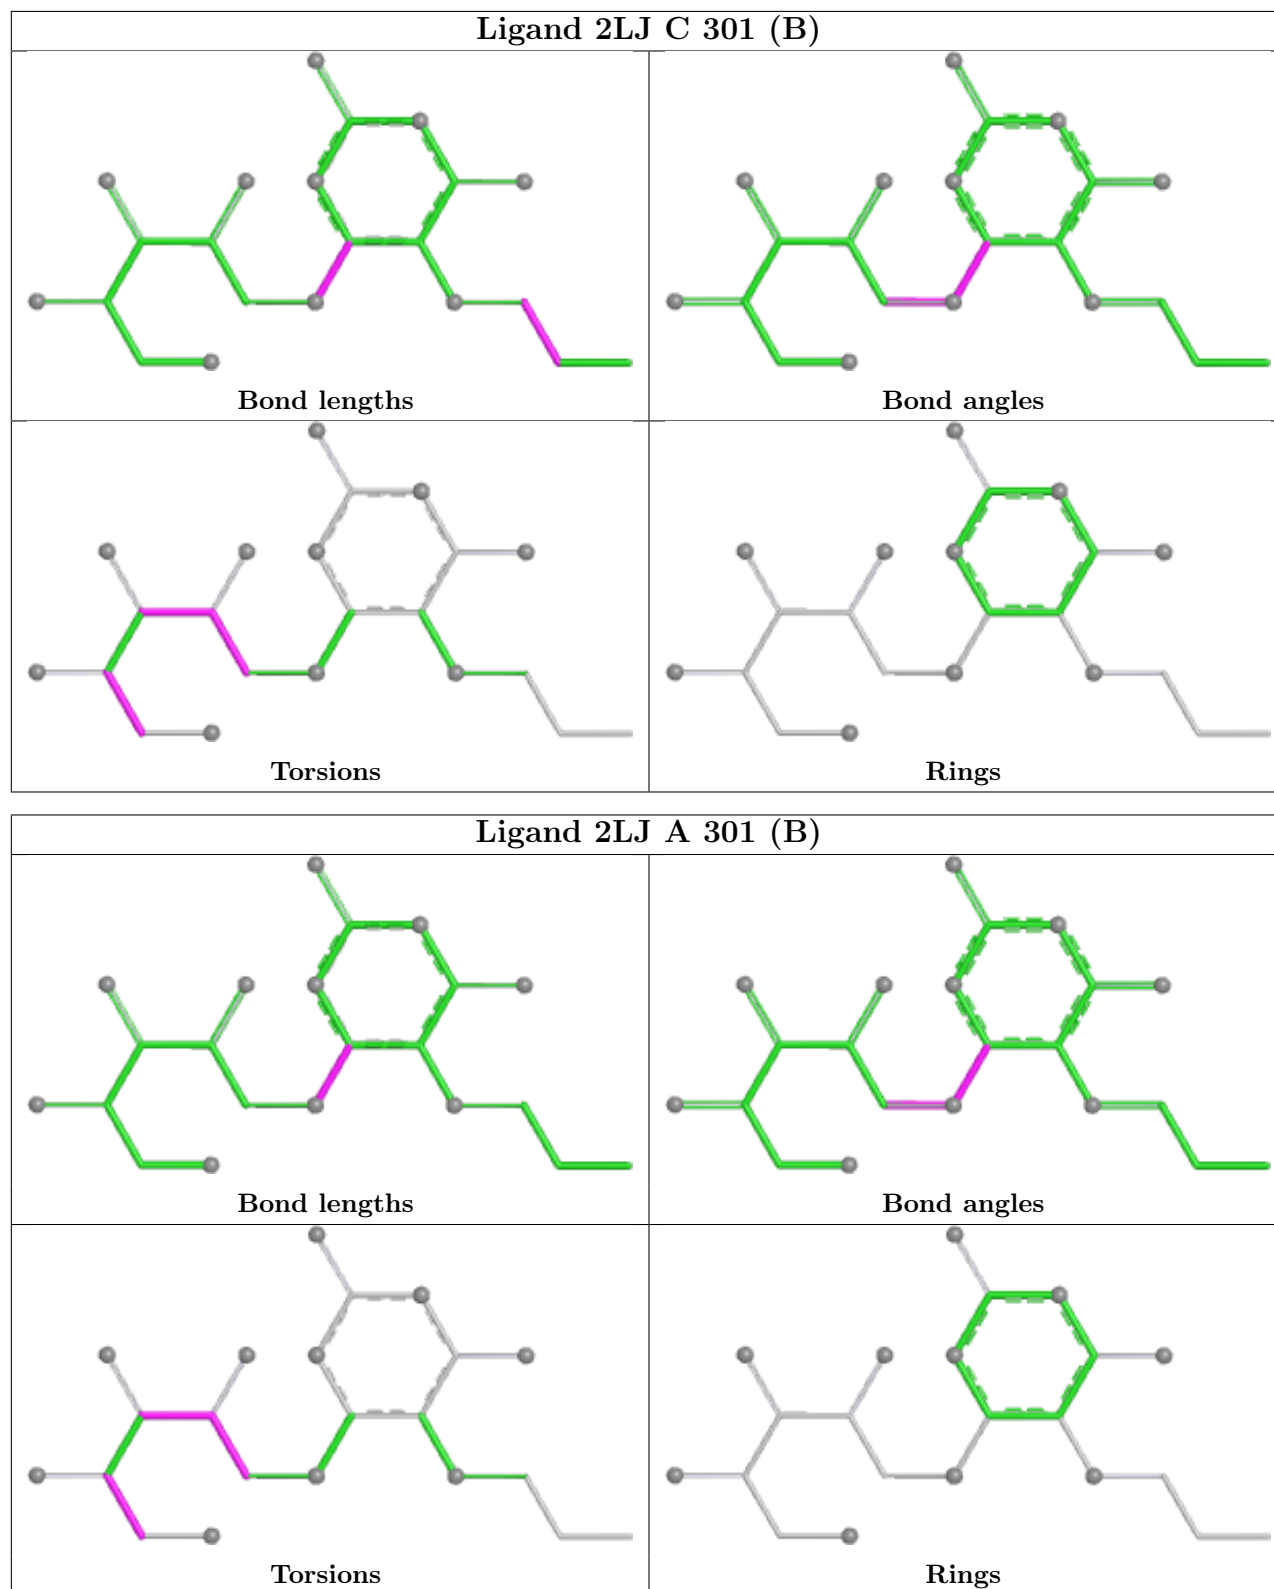 Ligand 2LJ C 301 (B)
Bond lengths
Bond angles
Torsions
Rings
Ligand 2LJ A 301 (B)
Bond lengths
Bond angles
Torsions
Rings